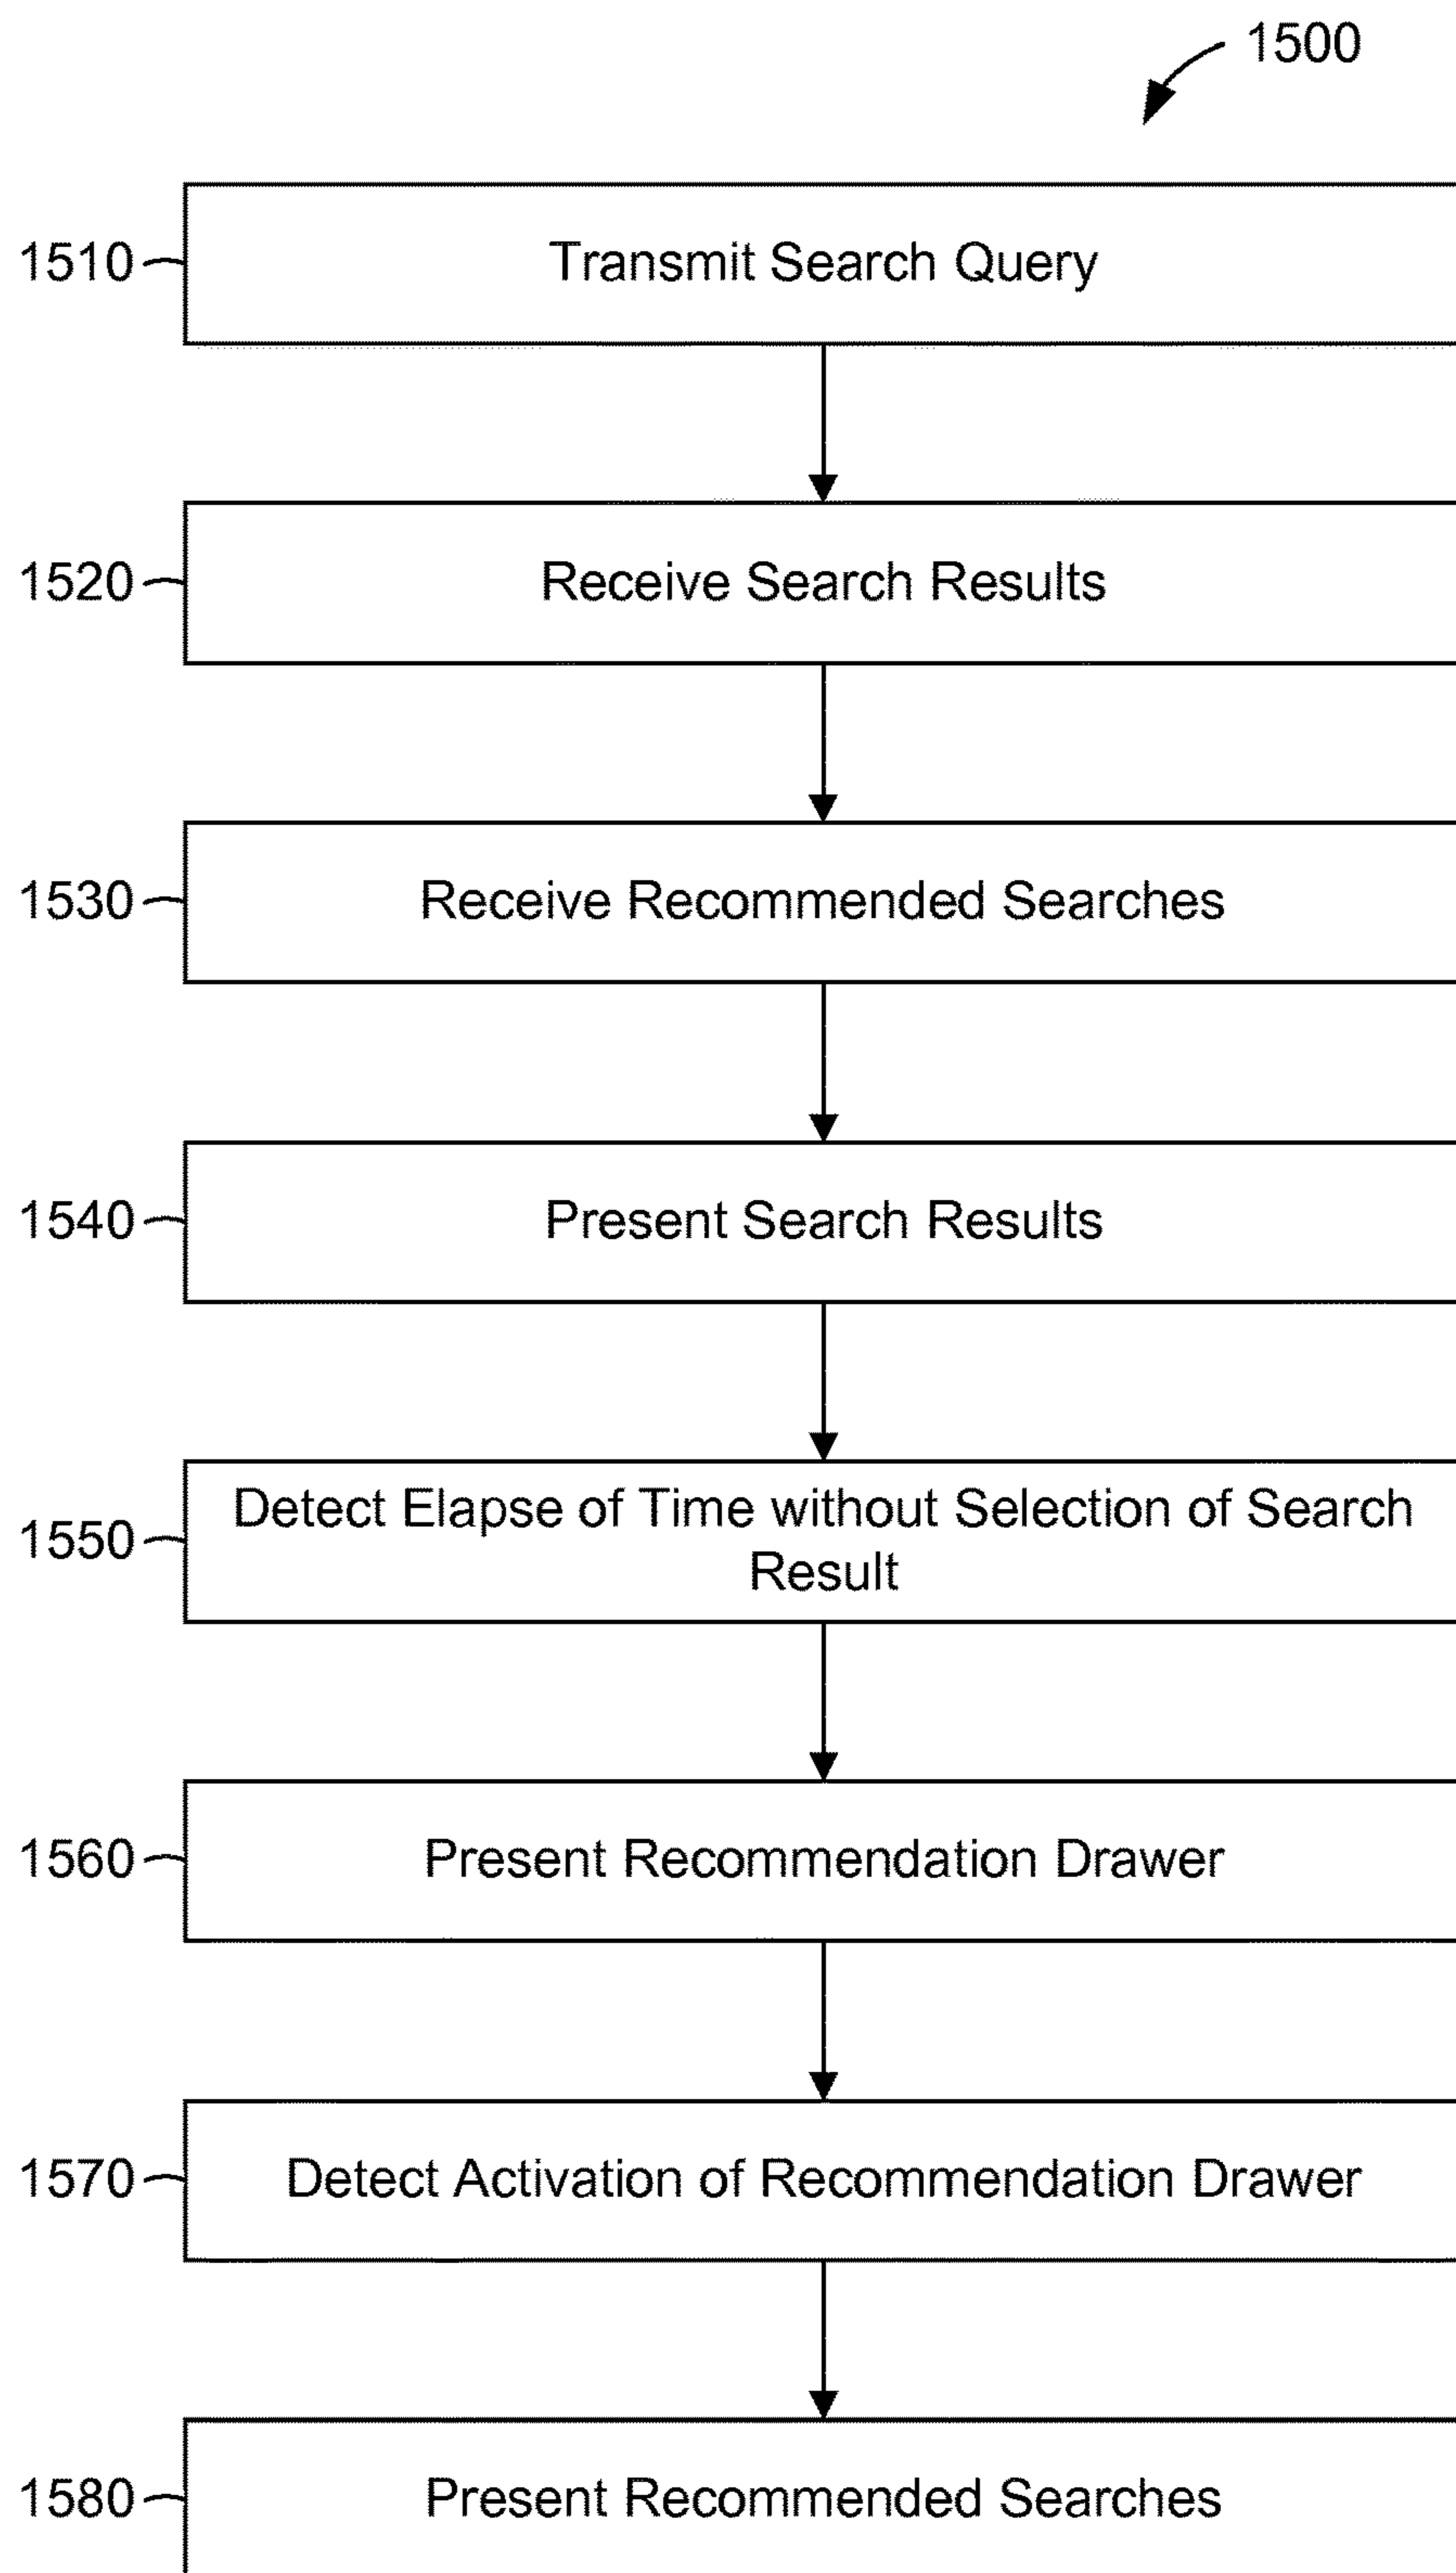 1500
1510
Transmit Search Query
1520
Receive Search Results
1530
Receive Recommended Searches
1540
Present Search Results
1550
Detect Elapse of Time without Selection of Search
Result
1560
Present Recommendation Drawer
1570
Detect Activation of Recommendation Drawer
1580
Present Recommended Searches